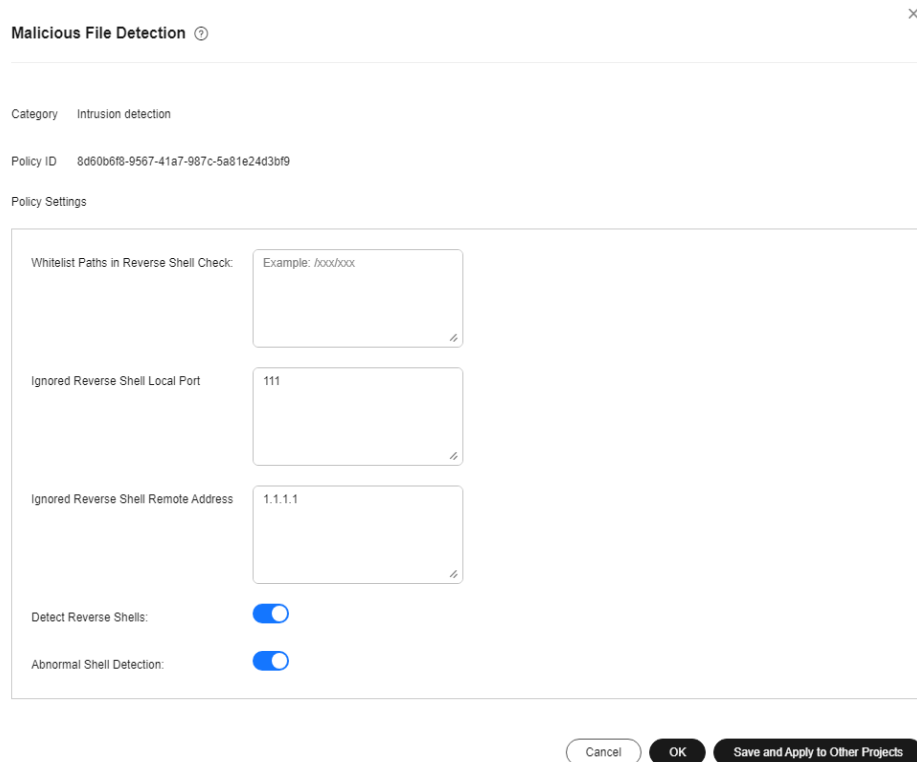 Malicious File Detection ?
Category Intrusion detection
Policy ID 8d60b6f8-9567-41a7-987c-5a81e24d3bf9
Policy Settings
Whitelist Paths in Reverse Shell Check: Example: /xxx/xxx
Ignored Reverse Shell Local Port 111
Ignored Reverse Shell Remote Address 1.1.1.1
Detect Reverse Shells:
Abnormal Shell Detection:
Cancel OK Save and Apply to Other Projects